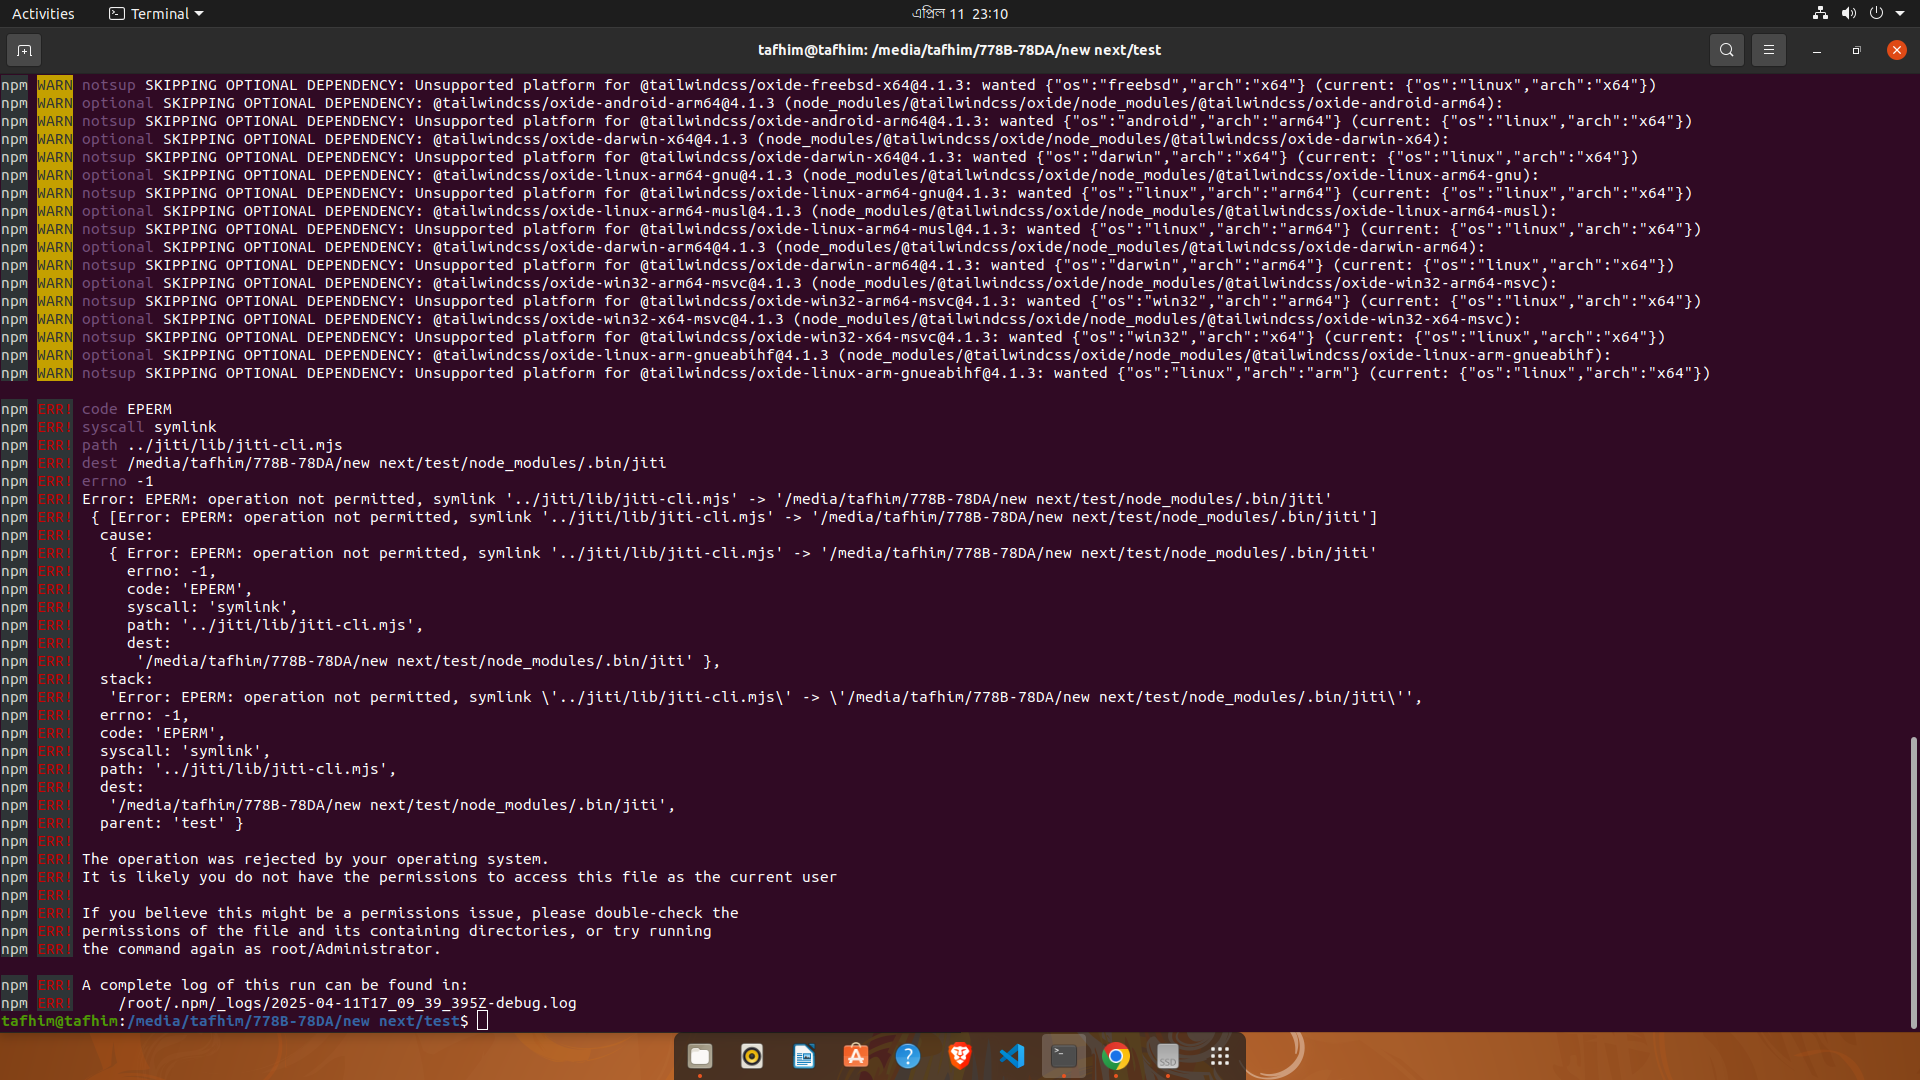 Activities
Terminal
এপ্রিল 11 23:10
tafhim@tafhim: /media/tafhim/778B-78DA/new next/test
npm WARN notsup SKIPPING OPTIONAL DEPENDENCY: Unsupported platform for @tailwindcss/oxide-freebsd-x64@4.1.3: wanted {"os":"freebsd","arch":"x64"} (current: {"os":"linux","arch":"x64"})
npm WARN optional SKIPPING OPTIONAL DEPENDENCY: @tailwindcss/oxide-android-arm64@4.1.3 (node_modules/@tailwindcss/oxide/node_modules/@tailwindcss/oxide-android-arm64):
npm WARN notsup SKIPPING OPTIONAL DEPENDENCY: Unsupported platform for @tailwindcss/oxide-android-arm64@4.1.3: wanted {"os":"android","arch":"arm64"} (current: {"os":"linux","arch":"x64"})
npm WARN optional SKIPPING OPTIONAL DEPENDENCY: @tailwindcss/oxide-darwin-x64@4.1.3 (node_modules/@tailwindcss/oxide/node_modules/@tailwindcss/oxide-darwin-x64):
npm WARN notsup SKIPPING OPTIONAL DEPENDENCY: Unsupported platform for @tailwindcss/oxide-darwin-x64@4.1.3: wanted {"os":"darwin","arch":"x64"} (current: {"os":"linux","arch":"x64"})
npm WARN optional SKIPPING OPTIONAL DEPENDENCY: @tailwindcss/oxide-linux-arm64-gnu@4.1.3 (node_modules/@tailwindcss/oxide/node_modules/@tailwindcss/oxide-linux-arm64-gnu):
npm WARN notsup SKIPPING OPTIONAL DEPENDENCY: Unsupported platform for @tailwindcss/oxide-linux-arm64-gnu@4.1.3: wanted {"os":"linux","arch":"arm64"} (current: {"os":"linux","arch":"x64"})
npm WARN optional SKIPPING OPTIONAL DEPENDENCY: @tailwindcss/oxide-linux-arm64-musl@4.1.3 (node_modules/@tailwindcss/oxide/node_modules/@tailwindcss/oxide-linux-arm64-musl):
npm WARN notsup SKIPPING OPTIONAL DEPENDENCY: Unsupported platform for @tailwindcss/oxide-linux-arm64-musl@4.1.3: wanted {"os":"linux","arch":"arm64"} (current: {"os":"linux","arch":"x64"})
npm WARN optional SKIPPING OPTIONAL DEPENDENCY: @tailwindcss/oxide-darwin-arm64@4.1.3 (node_modules/@tailwindcss/oxide/node_modules/@tailwindcss/oxide-darwin-arm64):
npm WARN notsup SKIPPING OPTIONAL DEPENDENCY: Unsupported platform for @tailwindcss/oxide-darwin-arm64@4.1.3: wanted {"os":"darwin","arch":"arm64"} (current: {"os":"linux","arch":"x64"})
npm WARN optional SKIPPING OPTIONAL DEPENDENCY: @tailwindcss/oxide-win32-arm64-msvc@4.1.3 (node_modules/@tailwindcss/oxide/node_modules/@tailwindcss/oxide-win32-arm64-msvc):
npm WARN notsup SKIPPING OPTIONAL DEPENDENCY: Unsupported platform for @tailwindcss/oxide-win32-arm64-msvc@4.1.3: wanted {"os":"win32","arch":"arm64"} (current: {"os":"linux","arch":"x64"})
npm WARN optional SKIPPING OPTIONAL DEPENDENCY: @tailwindcss/oxide-win32-x64-msvc@4.1.3 (node_modules/@tailwindcss/oxide/node_modules/@tailwindcss/oxide-win32-x64-msvc):
npm WARN notsup SKIPPING OPTIONAL DEPENDENCY: Unsupported platform for @tailwindcss/oxide-win32-x64-msvc@4.1.3: wanted {"os":"win32","arch":"x64"} (current: {"os":"linux","arch":"x64"})
npm WARN optional SKIPPING OPTIONAL DEPENDENCY: @tailwindcss/oxide-linux-arm-gnueabihf@4.1.3 (node_modules/@tailwindcss/oxide/node_modules/@tailwindcss/oxide-linux-arm-gnueabihf):
npm WARN notsup SKIPPING OPTIONAL DEPENDENCY: Unsupported platform for @tailwindcss/oxide-linux-arm-gnueabihf@4.1.3: wanted {"os":"linux","arch":"arm"} (current: {"os":"linux","arch":"x64"})
npm ERR! code EPERM
npm ERR! syscall symlink
npm ERR! path ../jiti/lib/jiti-cli.mjs
npm ERR! dest /media/tafhim/778B-78DA/new next/test/node_modules/.bin/jiti
npm ERR! errno -1
npm ERR! Error: EPERM: operation not permitted, symlink '../jiti/lib/jiti-cli.mjs' -> '/media/tafhim/778B-78DA/new next/test/node_modules/.bin/jiti'
npm ERR!  { [Error: EPERM: operation not permitted, symlink '../jiti/lib/jiti-cli.mjs' -> '/media/tafhim/778B-78DA/new next/test/node_modules/.bin/jiti']
npm ERR!   cause:
npm ERR!    { Error: EPERM: operation not permitted, symlink '../jiti/lib/jiti-cli.mjs' -> '/media/tafhim/778B-78DA/new next/test/node_modules/.bin/jiti'
npm ERR!      errno: -1,
npm ERR!      code: 'EPERM',
npm ERR!      syscall: 'symlink',
npm ERR!      path: '../jiti/lib/jiti-cli.mjs',
npm ERR!      dest:
npm ERR!       '/media/tafhim/778B-78DA/new next/test/node_modules/.bin/jiti' },
npm ERR!   stack:
npm ERR!    'Error: EPERM: operation not permitted, symlink \'../jiti/lib/jiti-cli.mjs\' -> \'/media/tafhim/778B-78DA/new next/test/node_modules/.bin/jiti\'',
npm ERR!   errno: -1,
npm ERR!   code: 'EPERM',
npm ERR!   syscall: 'symlink',
npm ERR!   path: '../jiti/lib/jiti-cli.mjs',
npm ERR!   dest:
npm ERR!    '/media/tafhim/778B-78DA/new next/test/node_modules/.bin/jiti',
npm ERR!   parent: 'test' }
npm ERR!
npm ERR! The operation was rejected by your operating system.
npm ERR! It is likely you do not have the permissions to access this file as the current user
npm ERR!
npm ERR! If you believe this might be a permissions issue, please double-check the
npm ERR! permissions of the file and its containing directories, or try running
npm ERR! the command again as root/Administrator.
npm ERR! A complete log of this run can be found in:
npm ERR!     /root/.npm/_logs/2025-04-11T17_09_39_395Z-debug.log
tafhim@tafhim:/media/tafhim/778B-78DA/new next/test$
SSD